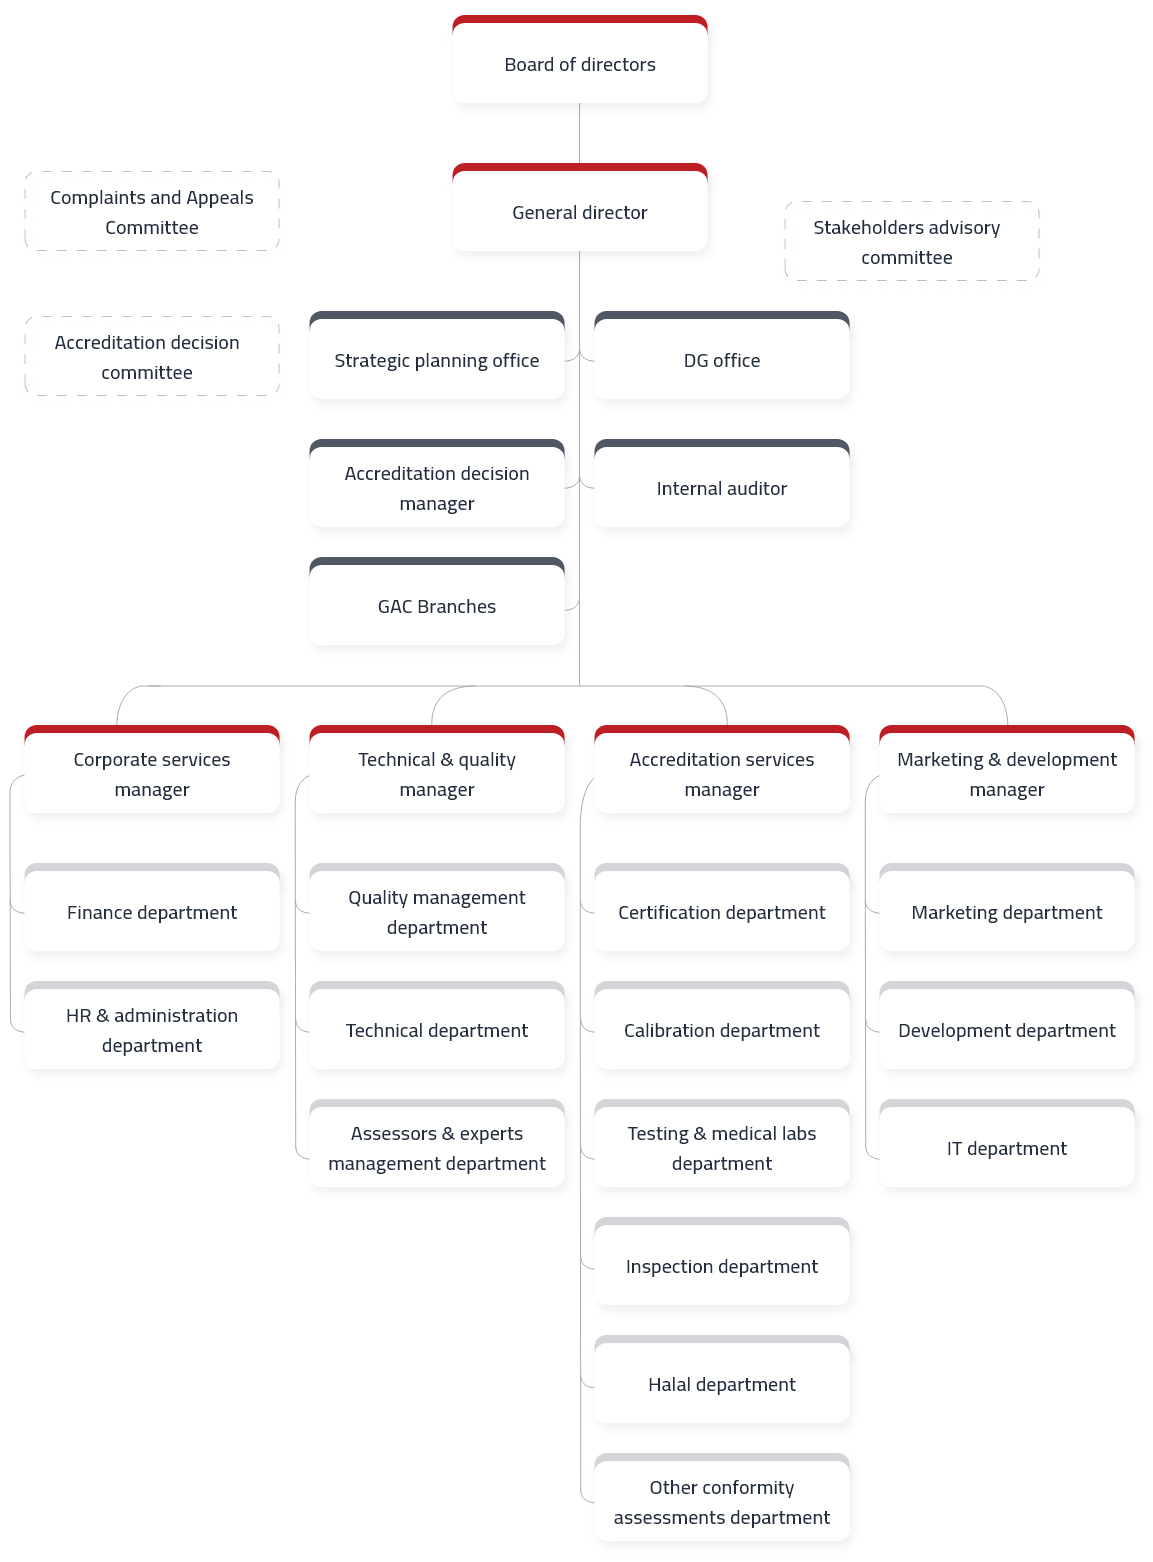 Board of directors
General director
Complaints and Appeals
Committee
Stakeholders advisory
committee
Accreditation decision
committee
Strategic planning office
DG office
Accreditation decision
manager
Internal auditor
GAC Branches
Corporate services
manager
Technical & quality
manager
Accreditation services
manager
Marketing & development
manager
Finance department
Quality management
department
Certification department
Marketing department
HR & administration
department
Technical department
Calibration department
Development department
Assessors & experts
management department
Testing & medical labs
department
IT department
Inspection department
Halal department
Other conformity
assessments department